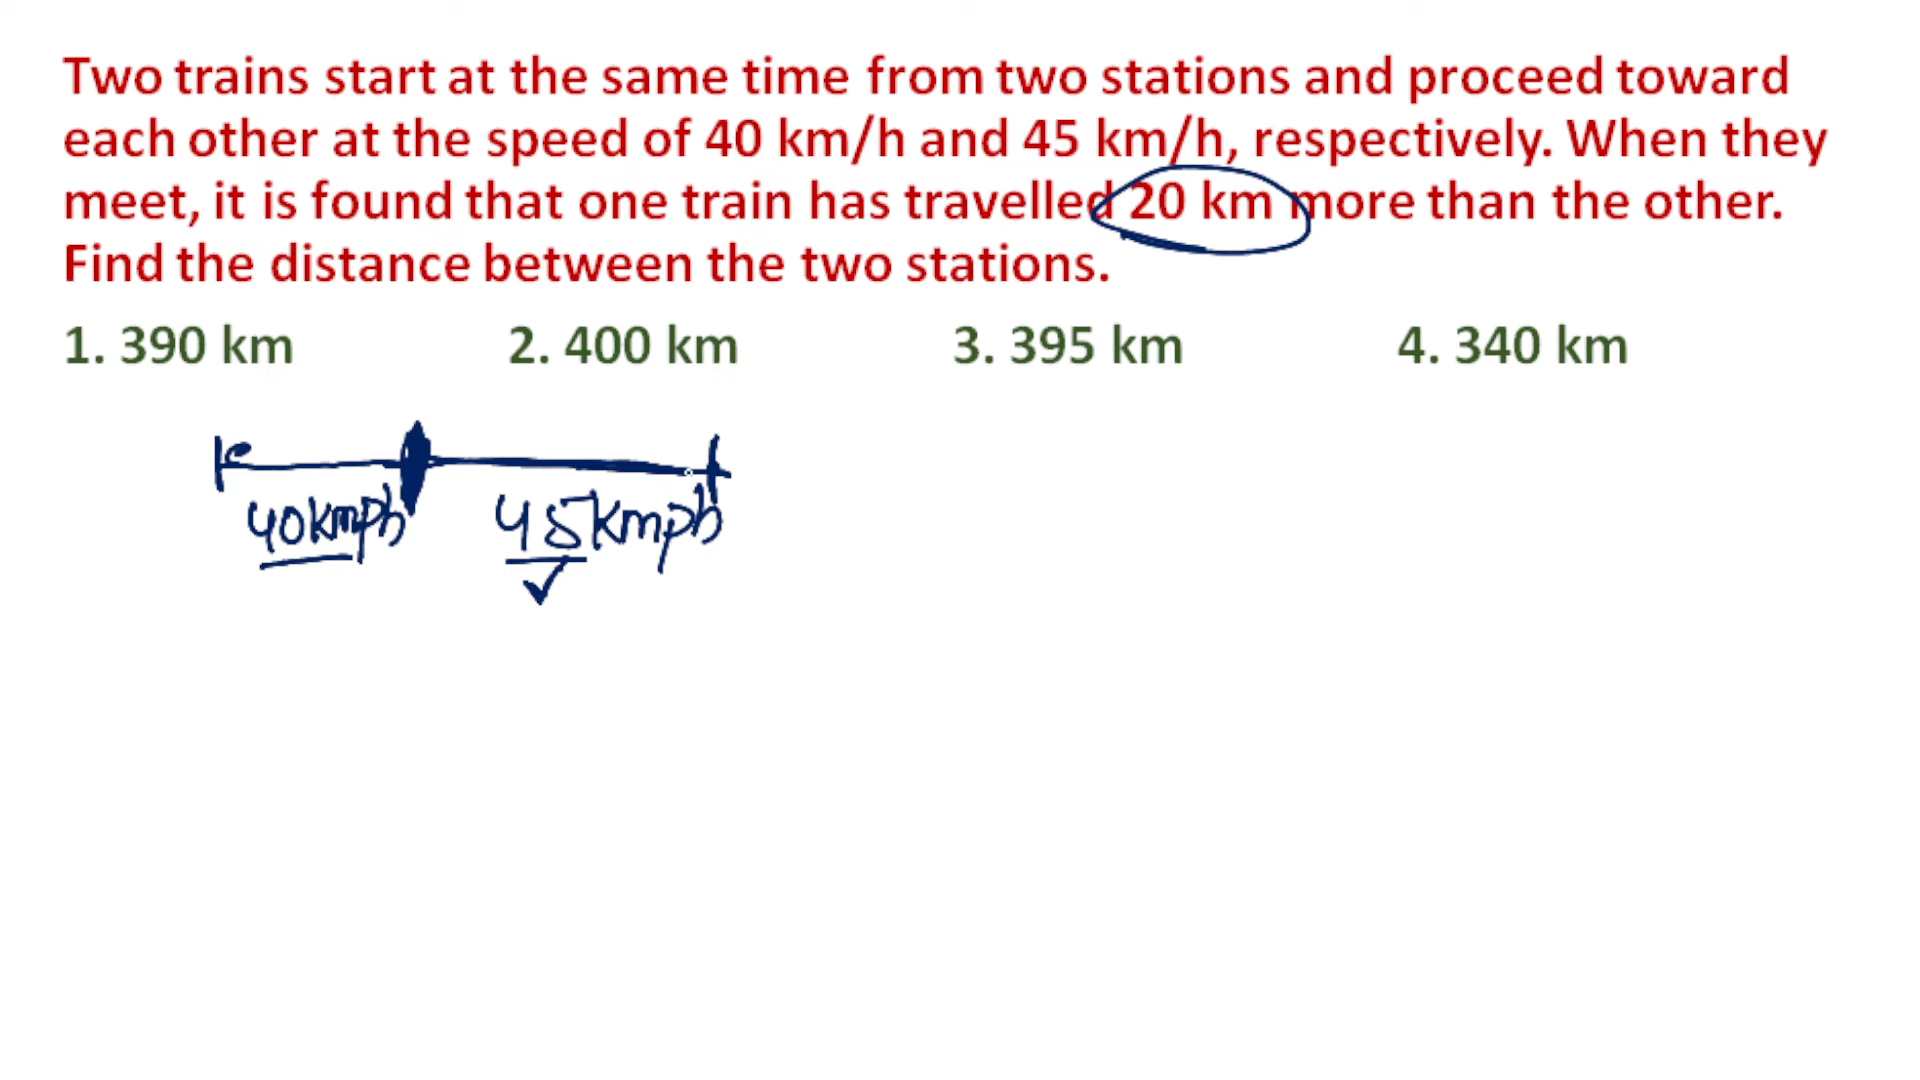 Two trains start at the same time from two stations and proceed toward
each other at the speed of 40 km/h and 45 km/h, respectively. When they
meet, it is found that one train has travelled 20 km more than the other.
Find the distance between the two stations.
1. 390 km 2. 400 km 3. 395 km 4. 340 km
40kmph 45kmph